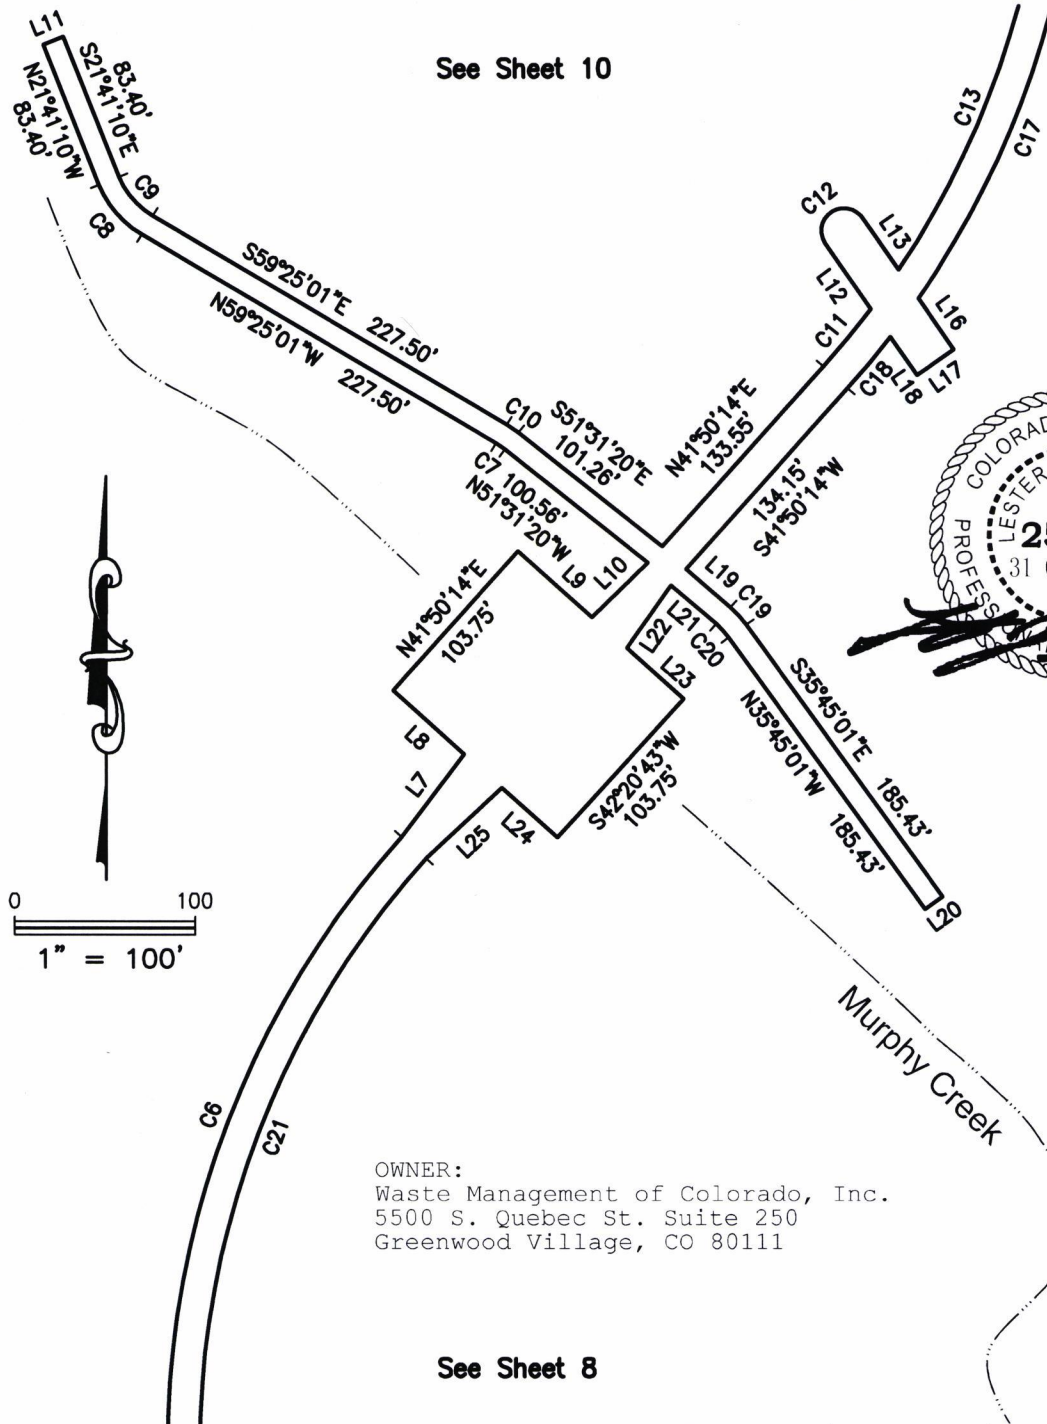 L11
S21°41'10"E
83.40'
N21°41'10"W
83.40'
See Sheet 10
C13
C17
C9
C8
C12
L13
S59°25'01"E 227.50'
N59°25'01"W 227.50'
L12
L16
C11
L17
C18
L18
C10
S51°31'20"E
101.26'
N41°50'14"E
133.55'
C7
100.56'
N51°31'20"W
134.15'
S41°50'14"W
COLORAD
LESTER
PROFESS
31
L9
L10
L19
C19
N41°50'14"E
103.75'
L21
L22
C20
L23
S35°45'01"E 185.43'
N35°45'01"W 185.43'
L8
L7
S42°20'43"W
103.75'
L24
L25
L20
0 100
1" = 100'
Murphy Creek
C6
C21
OWNER:
Waste Management of Colorado, Inc.
5500 S. Quebec St. Suite 250
Greenwood Village, CO 80111
See Sheet 8